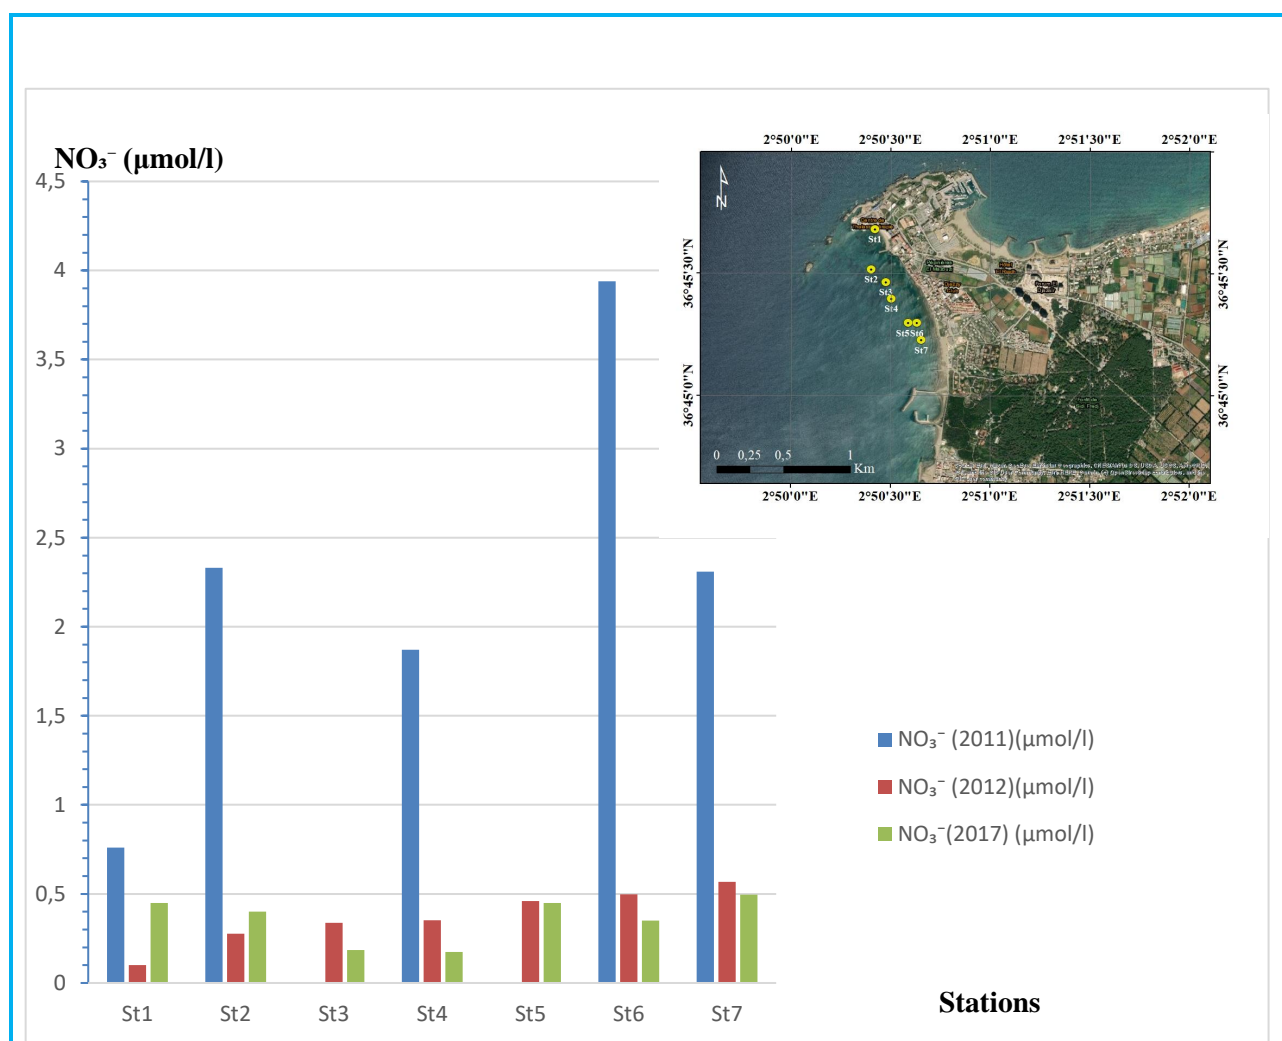 NO₃⁻ (µmol/l)
4,5
4
3,5
3
2,5
2
1,5
1
0,5
0
St1 St2 St3 St4 St5 St6 St7
Stations
NO₃⁻ (2011)(µmol/l)
NO₃⁻ (2012)(µmol/l)
NO₃⁻(2017) (µmol/l)
2°50'0"E 2°50'30"E 2°51'0"E 2°51'30"E 2°52'0"E
36°45'30"N
36°45'0"N
36°45'30"N
36°45'0"N
N
St1
St2
St3
St4
St5 St6
St7
0 0,25 0,5 1
Km
2°50'0"E 2°50'30"E 2°51'0"E 2°51'30"E 2°52'0"E